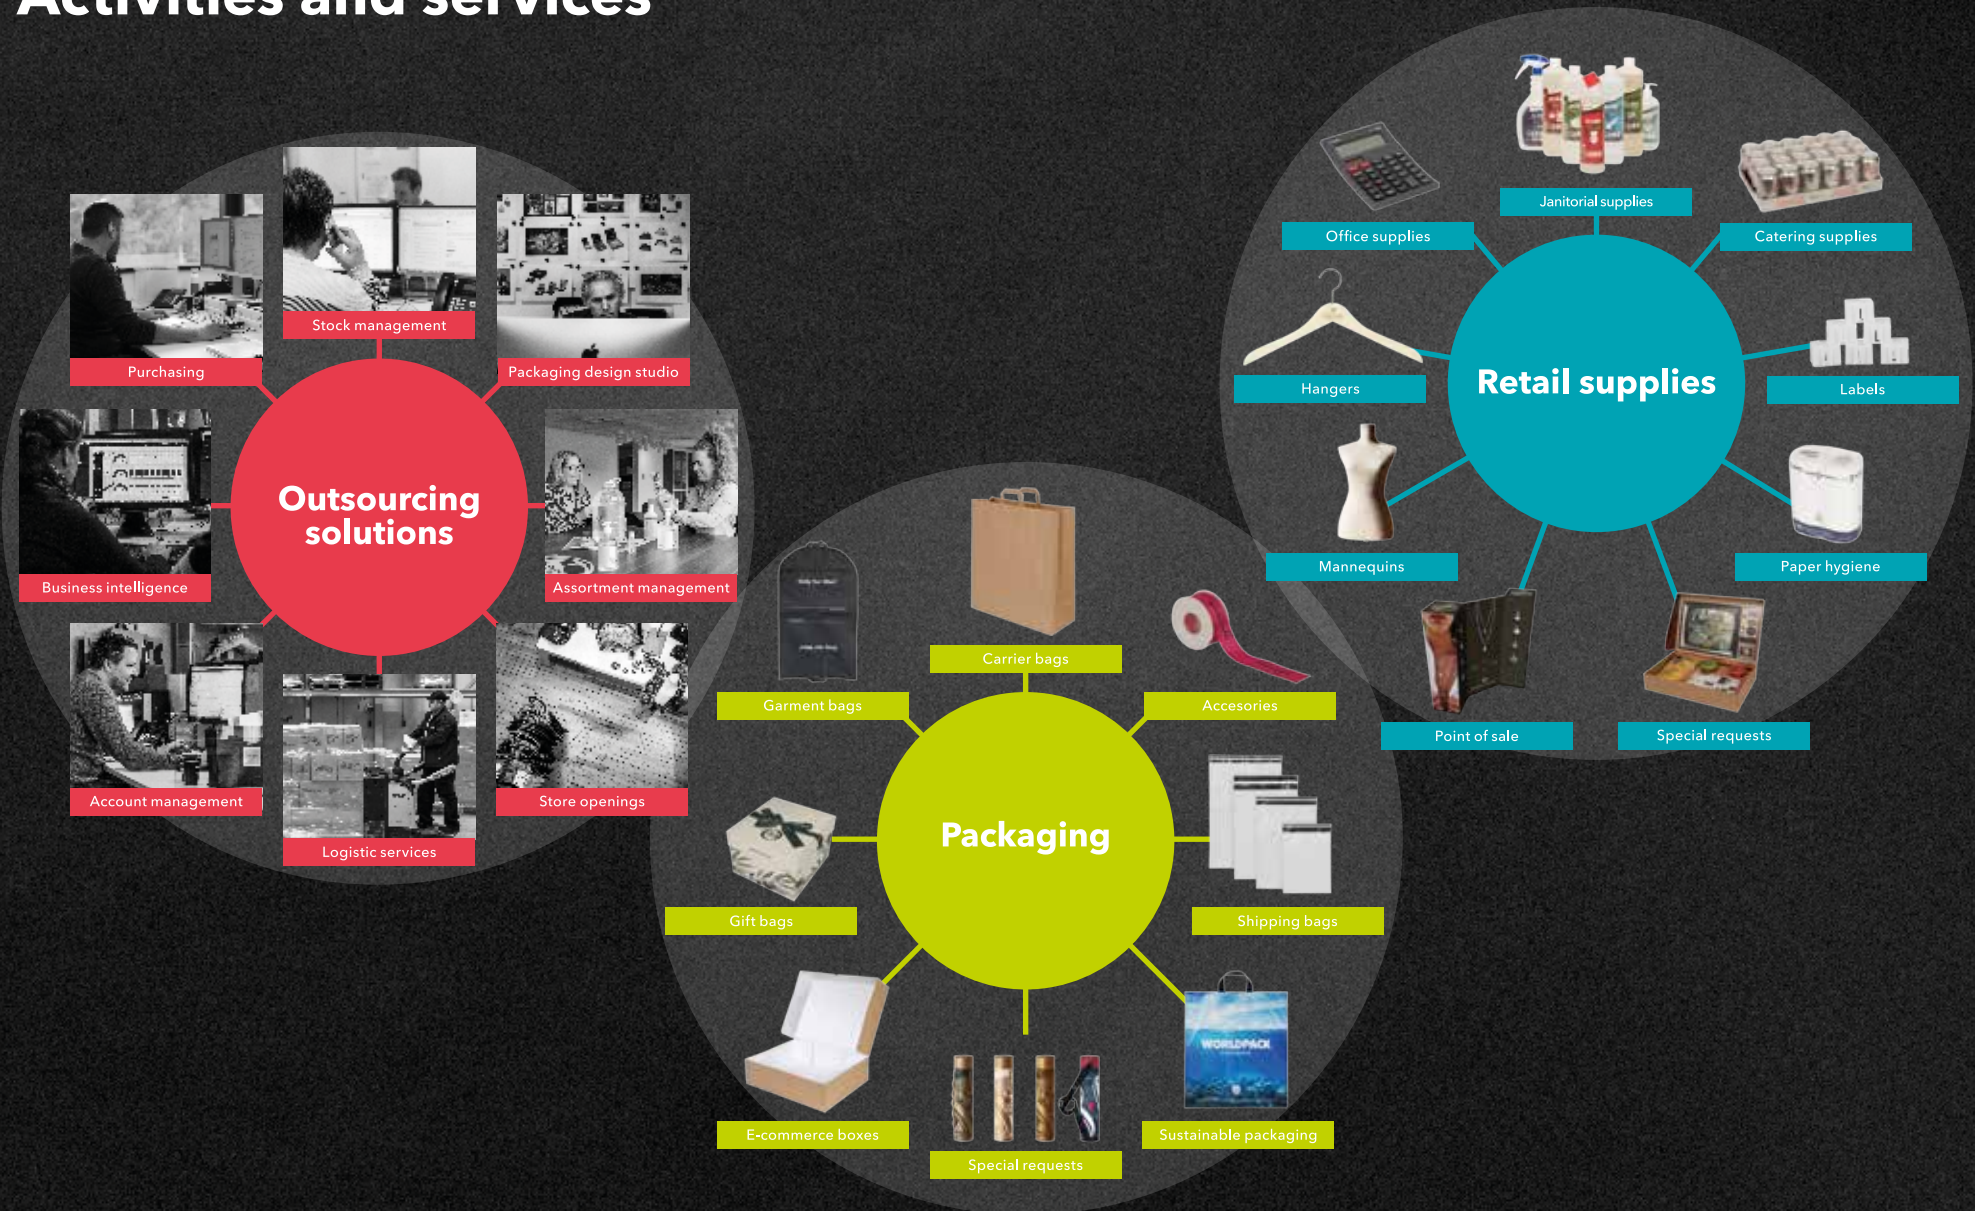 Activities and services
Stock management
Purchasing
Packaging design studio
Outsourcing
solutions
Business intelligence
Assortment management
Account management
Store openings
Logistic services
Carrier bags
Garment bags
Accesories
Packaging
Gift bags
Shipping bags
WORLDPACK
E-commerce boxes
Sustainable packaging
Special requests
Janitorial supplies
Office supplies
Catering supplies
Retail supplies
Hangers
Labels
Mannequins
Paper hygiene
Point of sale
Special requests